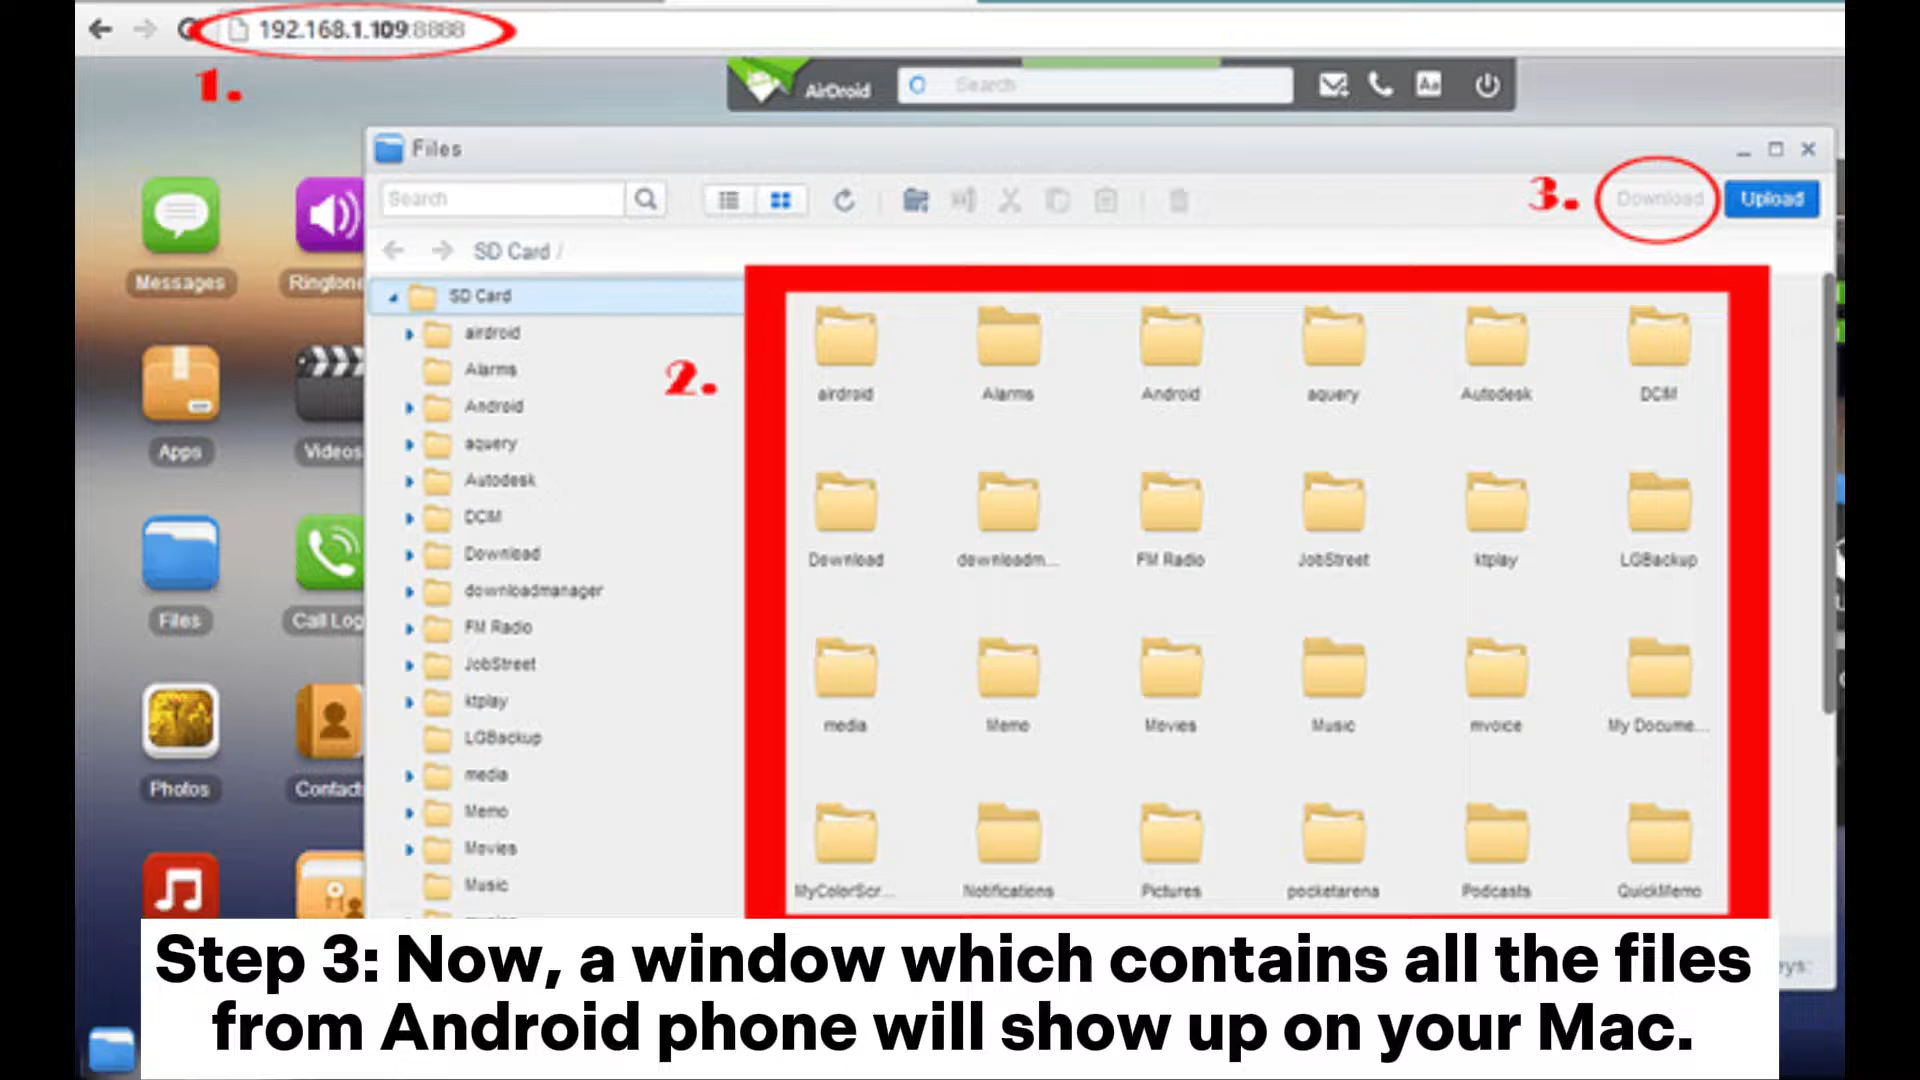 192.168.1.109:8888
1.
AirDroid
Search
Aa
Files
Search
3.
Download
Upload
SD Card /
Messages
Ringtone
Apps
Videos
Files
Call Log
Photos
Contact
SD Card
airdroid
Alarms
Android
aquery
Autodesk
DCIM
Download
downloadmanager
FM Radio
JobStreet
ktplay
LGBackup
media
Memo
Movies
Music
2.
airdroid
Alarms
Android
aquery
Autodesk
DCIM
Download
downloadm...
FM Radio
JobStreet
ktplay
LGBackup
media
Memo
Movies
Music
mvoice
My Docume...
MyColorScr...
Notifications
Pictures
pocketarena
Podcasts
QuickMemo
Step 3: Now, a window which contains all the files
from Android phone will show up on your Mac.